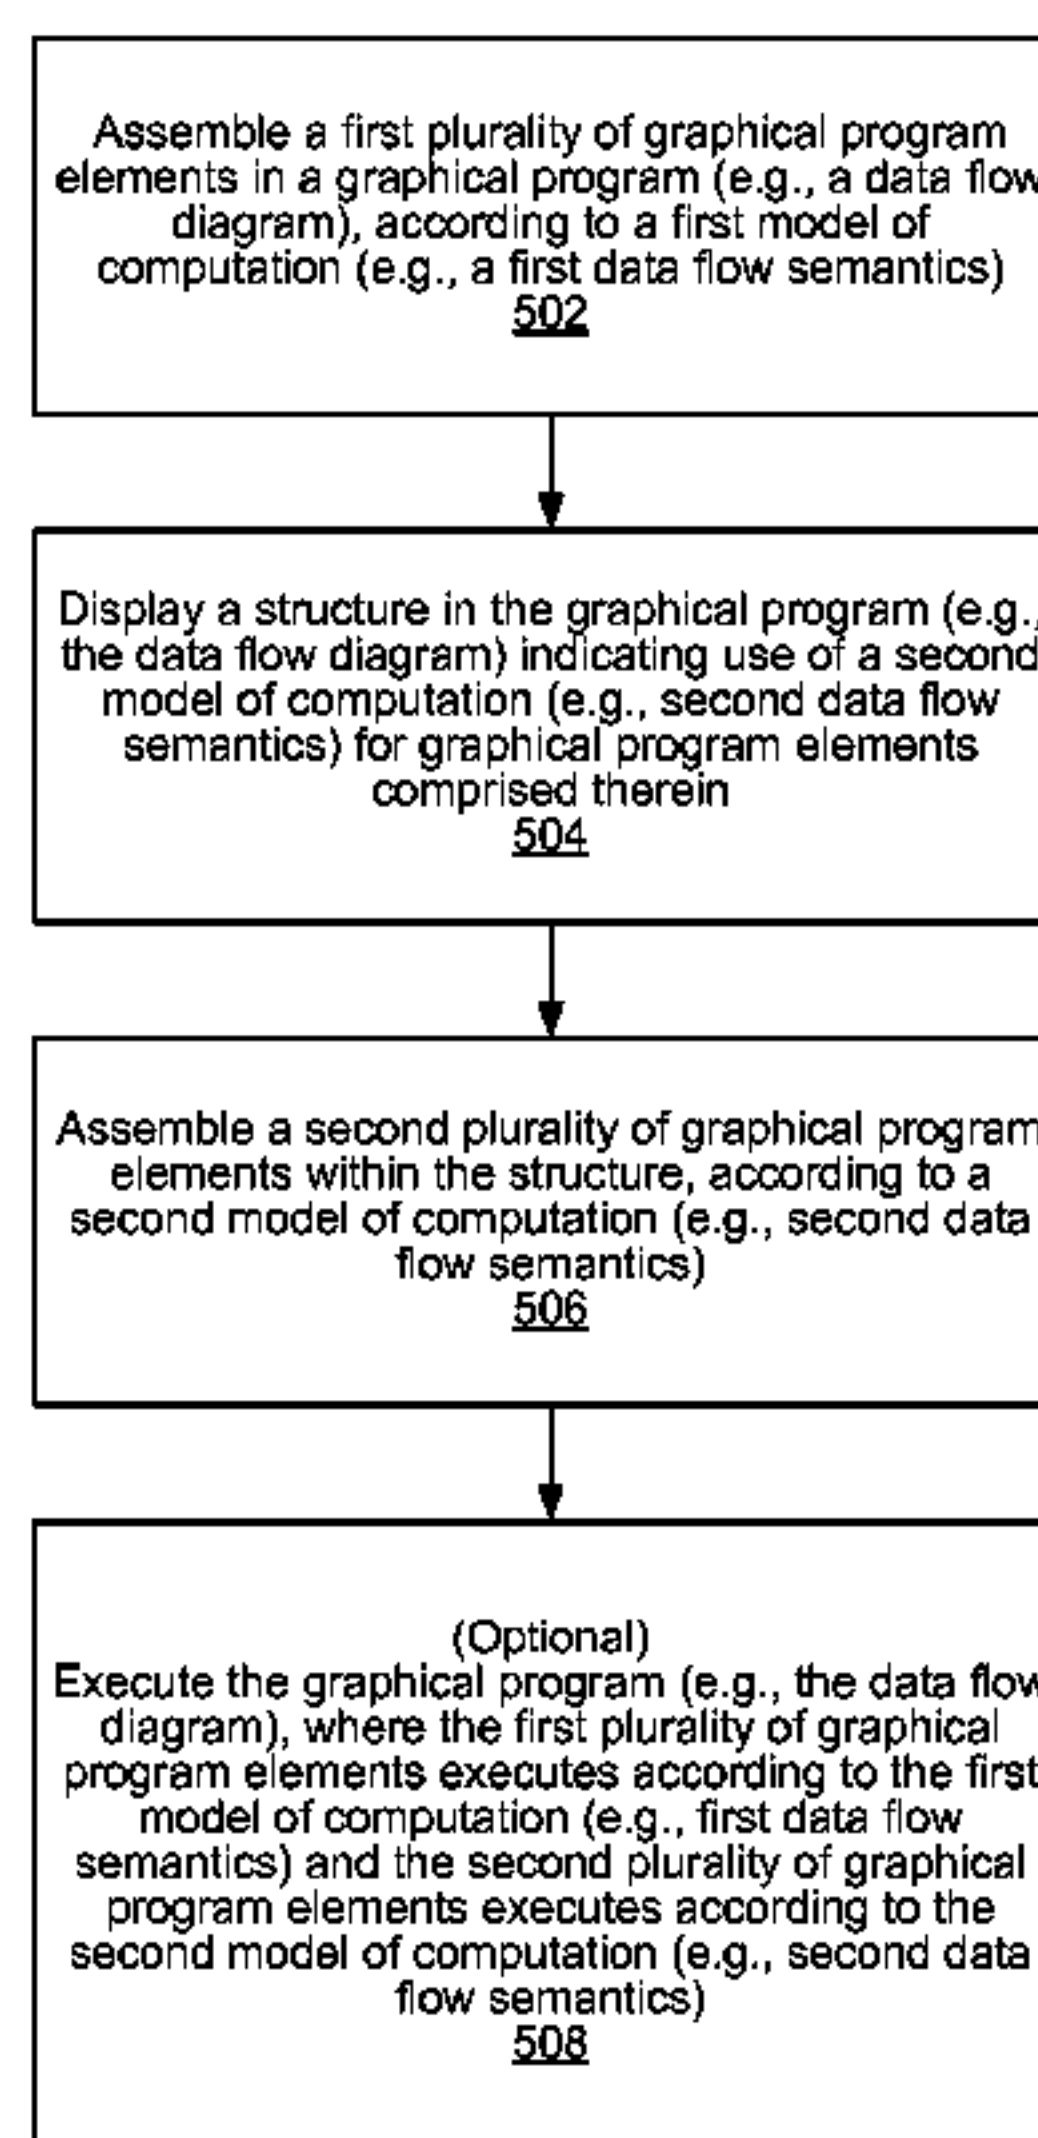 Assemble a first plurality of graphical program
elements in a graphical program (e.g., a data flow
diagram), according to a first model of
computation (e.g., a first data flow semantics)
502
Display a structure in the graphical program (e.g.,
the data flow diagram) indicating use of a second
model of computation (e.g., second data flow
semantics) for graphical program elements
comprised therein
504
Assemble a second plurality of graphical program
elements within the structure, according to a
second model of computation (e.g., second data
flow semantics)
506
(Optional)
Execute the graphical program (e.g., the data flow
diagram), where the first plurality of graphical
program elements executes according to the first
model of computation (e.g., first data flow
semantics) and the second plurality of graphical
program elements executes according to the
second model of computation (e.g., second data
flow semantics)
508